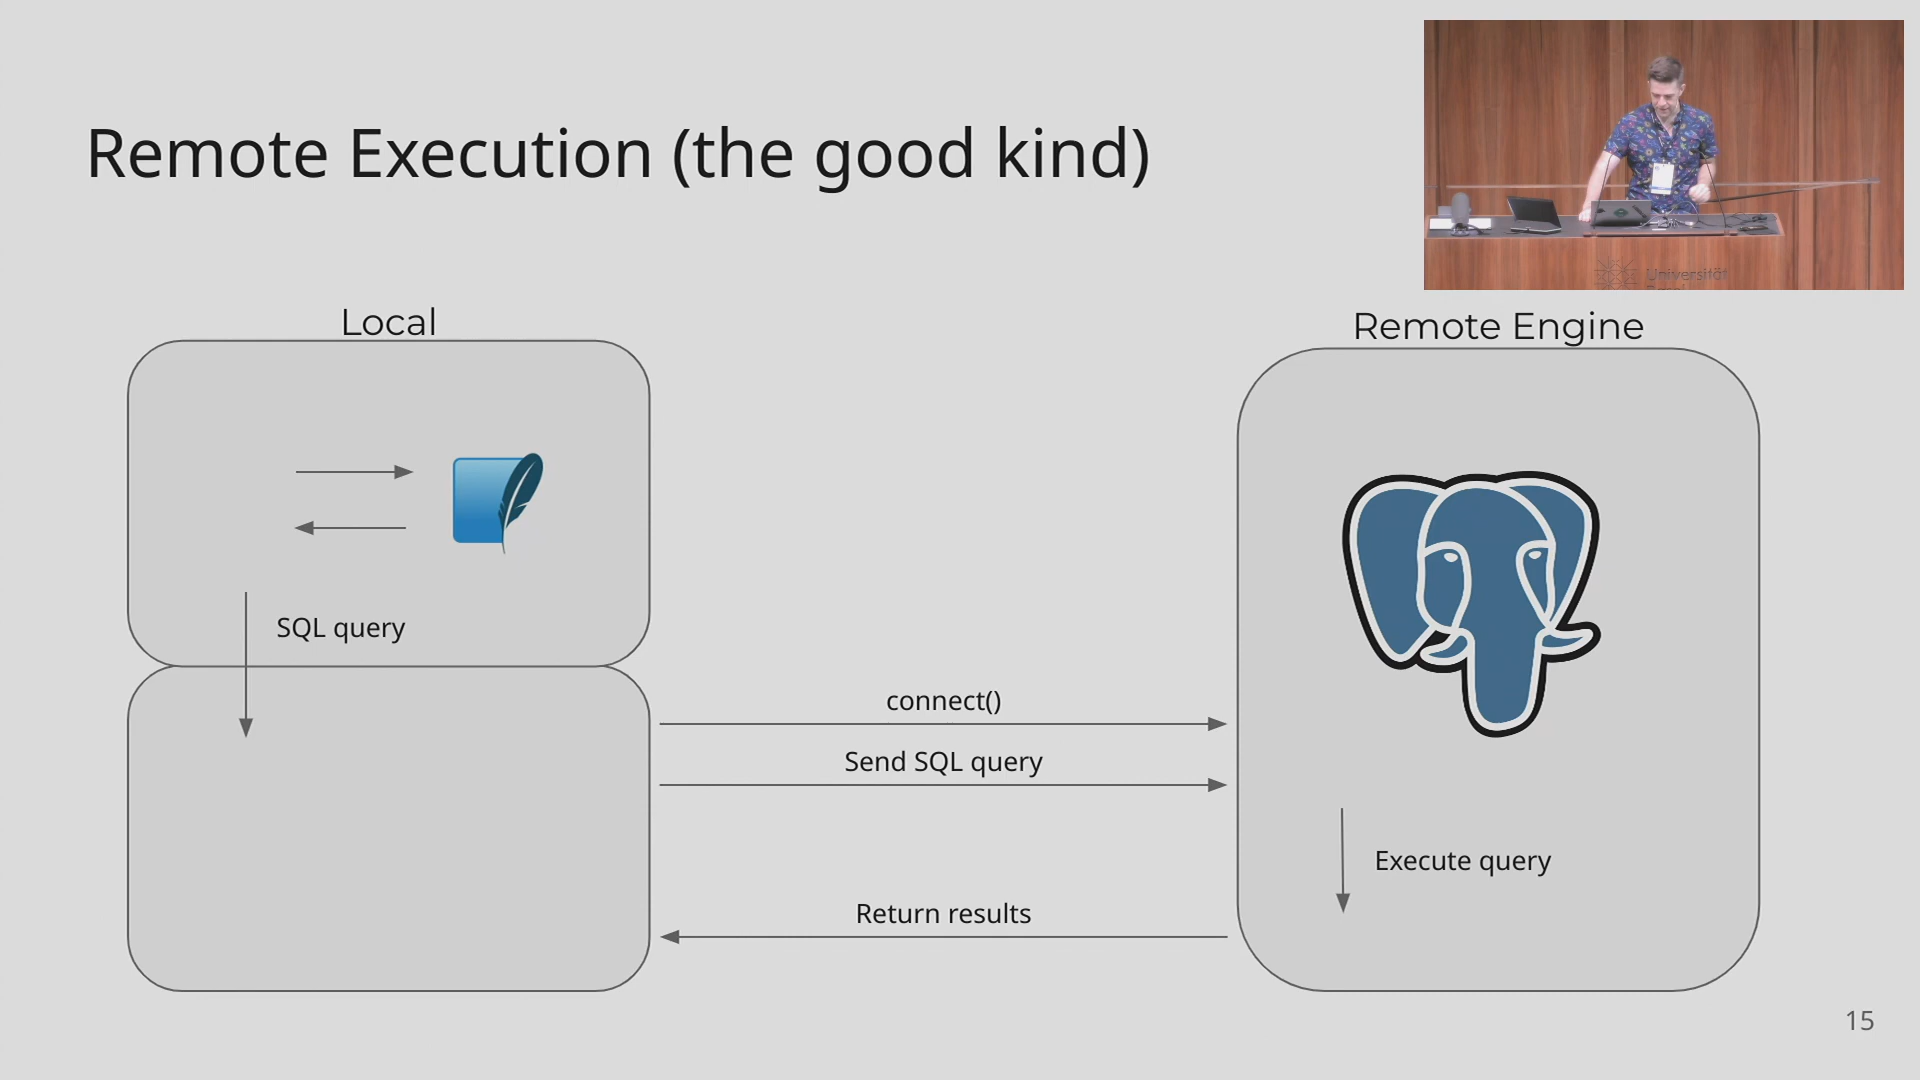 Remote Execution (the good kind)
Universität
Local
Remote Engine
SQL query
connect()
Send SQL query
Execute query
Return results
15